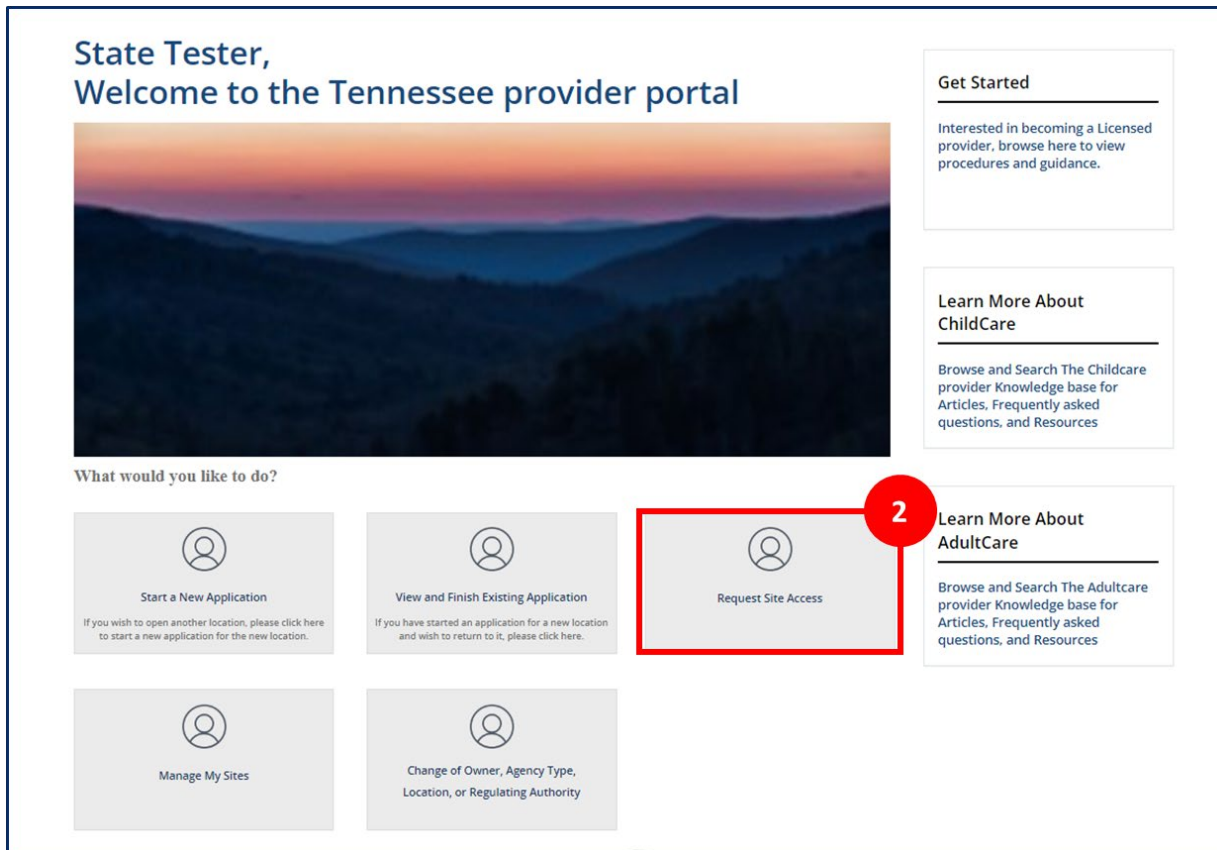 State Tester,
Welcome to the Tennessee provider portal
What would you like to do?
Start a New Application
If you wish to open another location, please click here
to start a new application for the new location.
View and Finish Existing Application
If you have started an application for a new location
and wish to return to it, please click here.
2
Request Site Access
Manage My Sites
Change of Owner, Agency Type,
Location, or Regulating Authority
Get Started
Interested in becoming a Licensed
provider, browse here to view
procedures and guidance.
Learn More About
ChildCare
Browse and Search The Childcare
provider Knowledge base for
Articles, Frequently asked
questions, and Resources
Learn More About
AdultCare
Browse and Search The Adultcare
provider Knowledge base for
Articles, Frequently asked
questions, and Resources